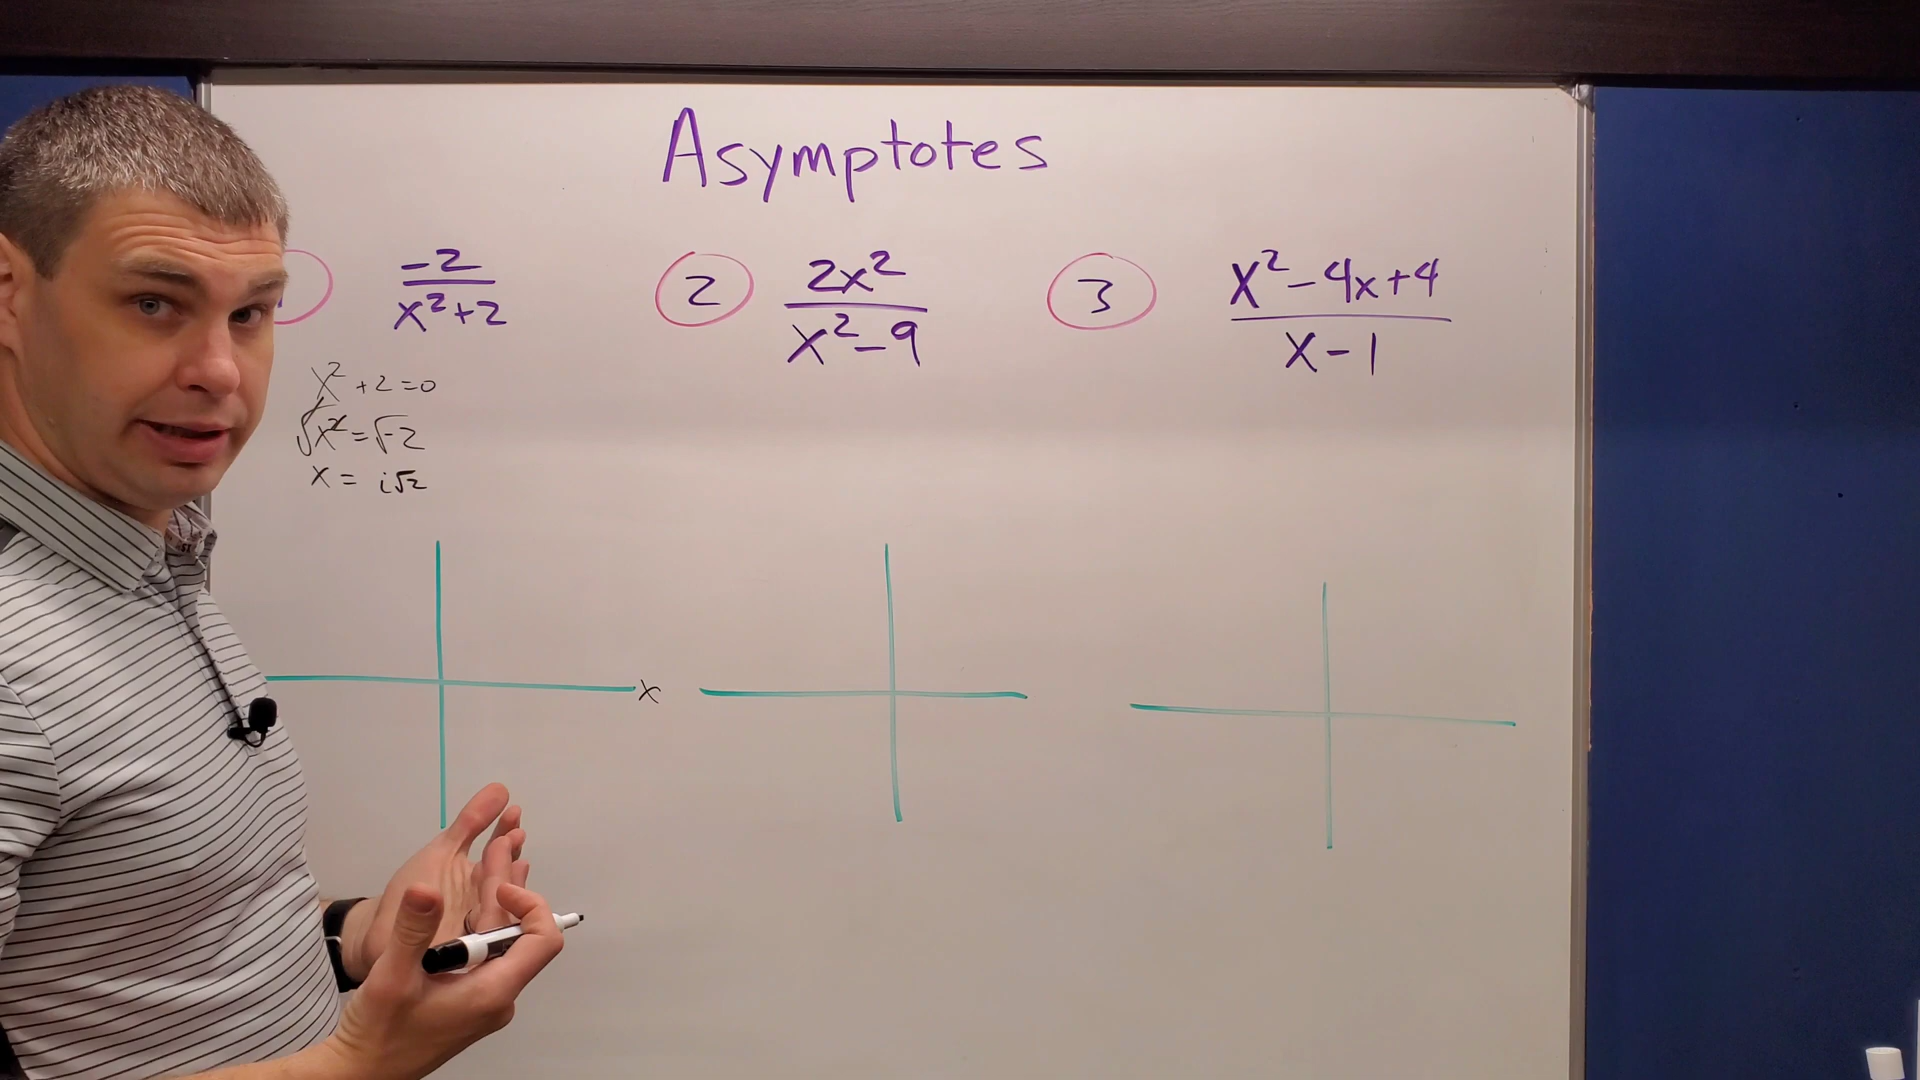 Asymptotes
-2
x²+2
2
2x²
x²-9
3
x²-4x+4
x-1
x²+2=0
√x²=√-2
x= i√2
x